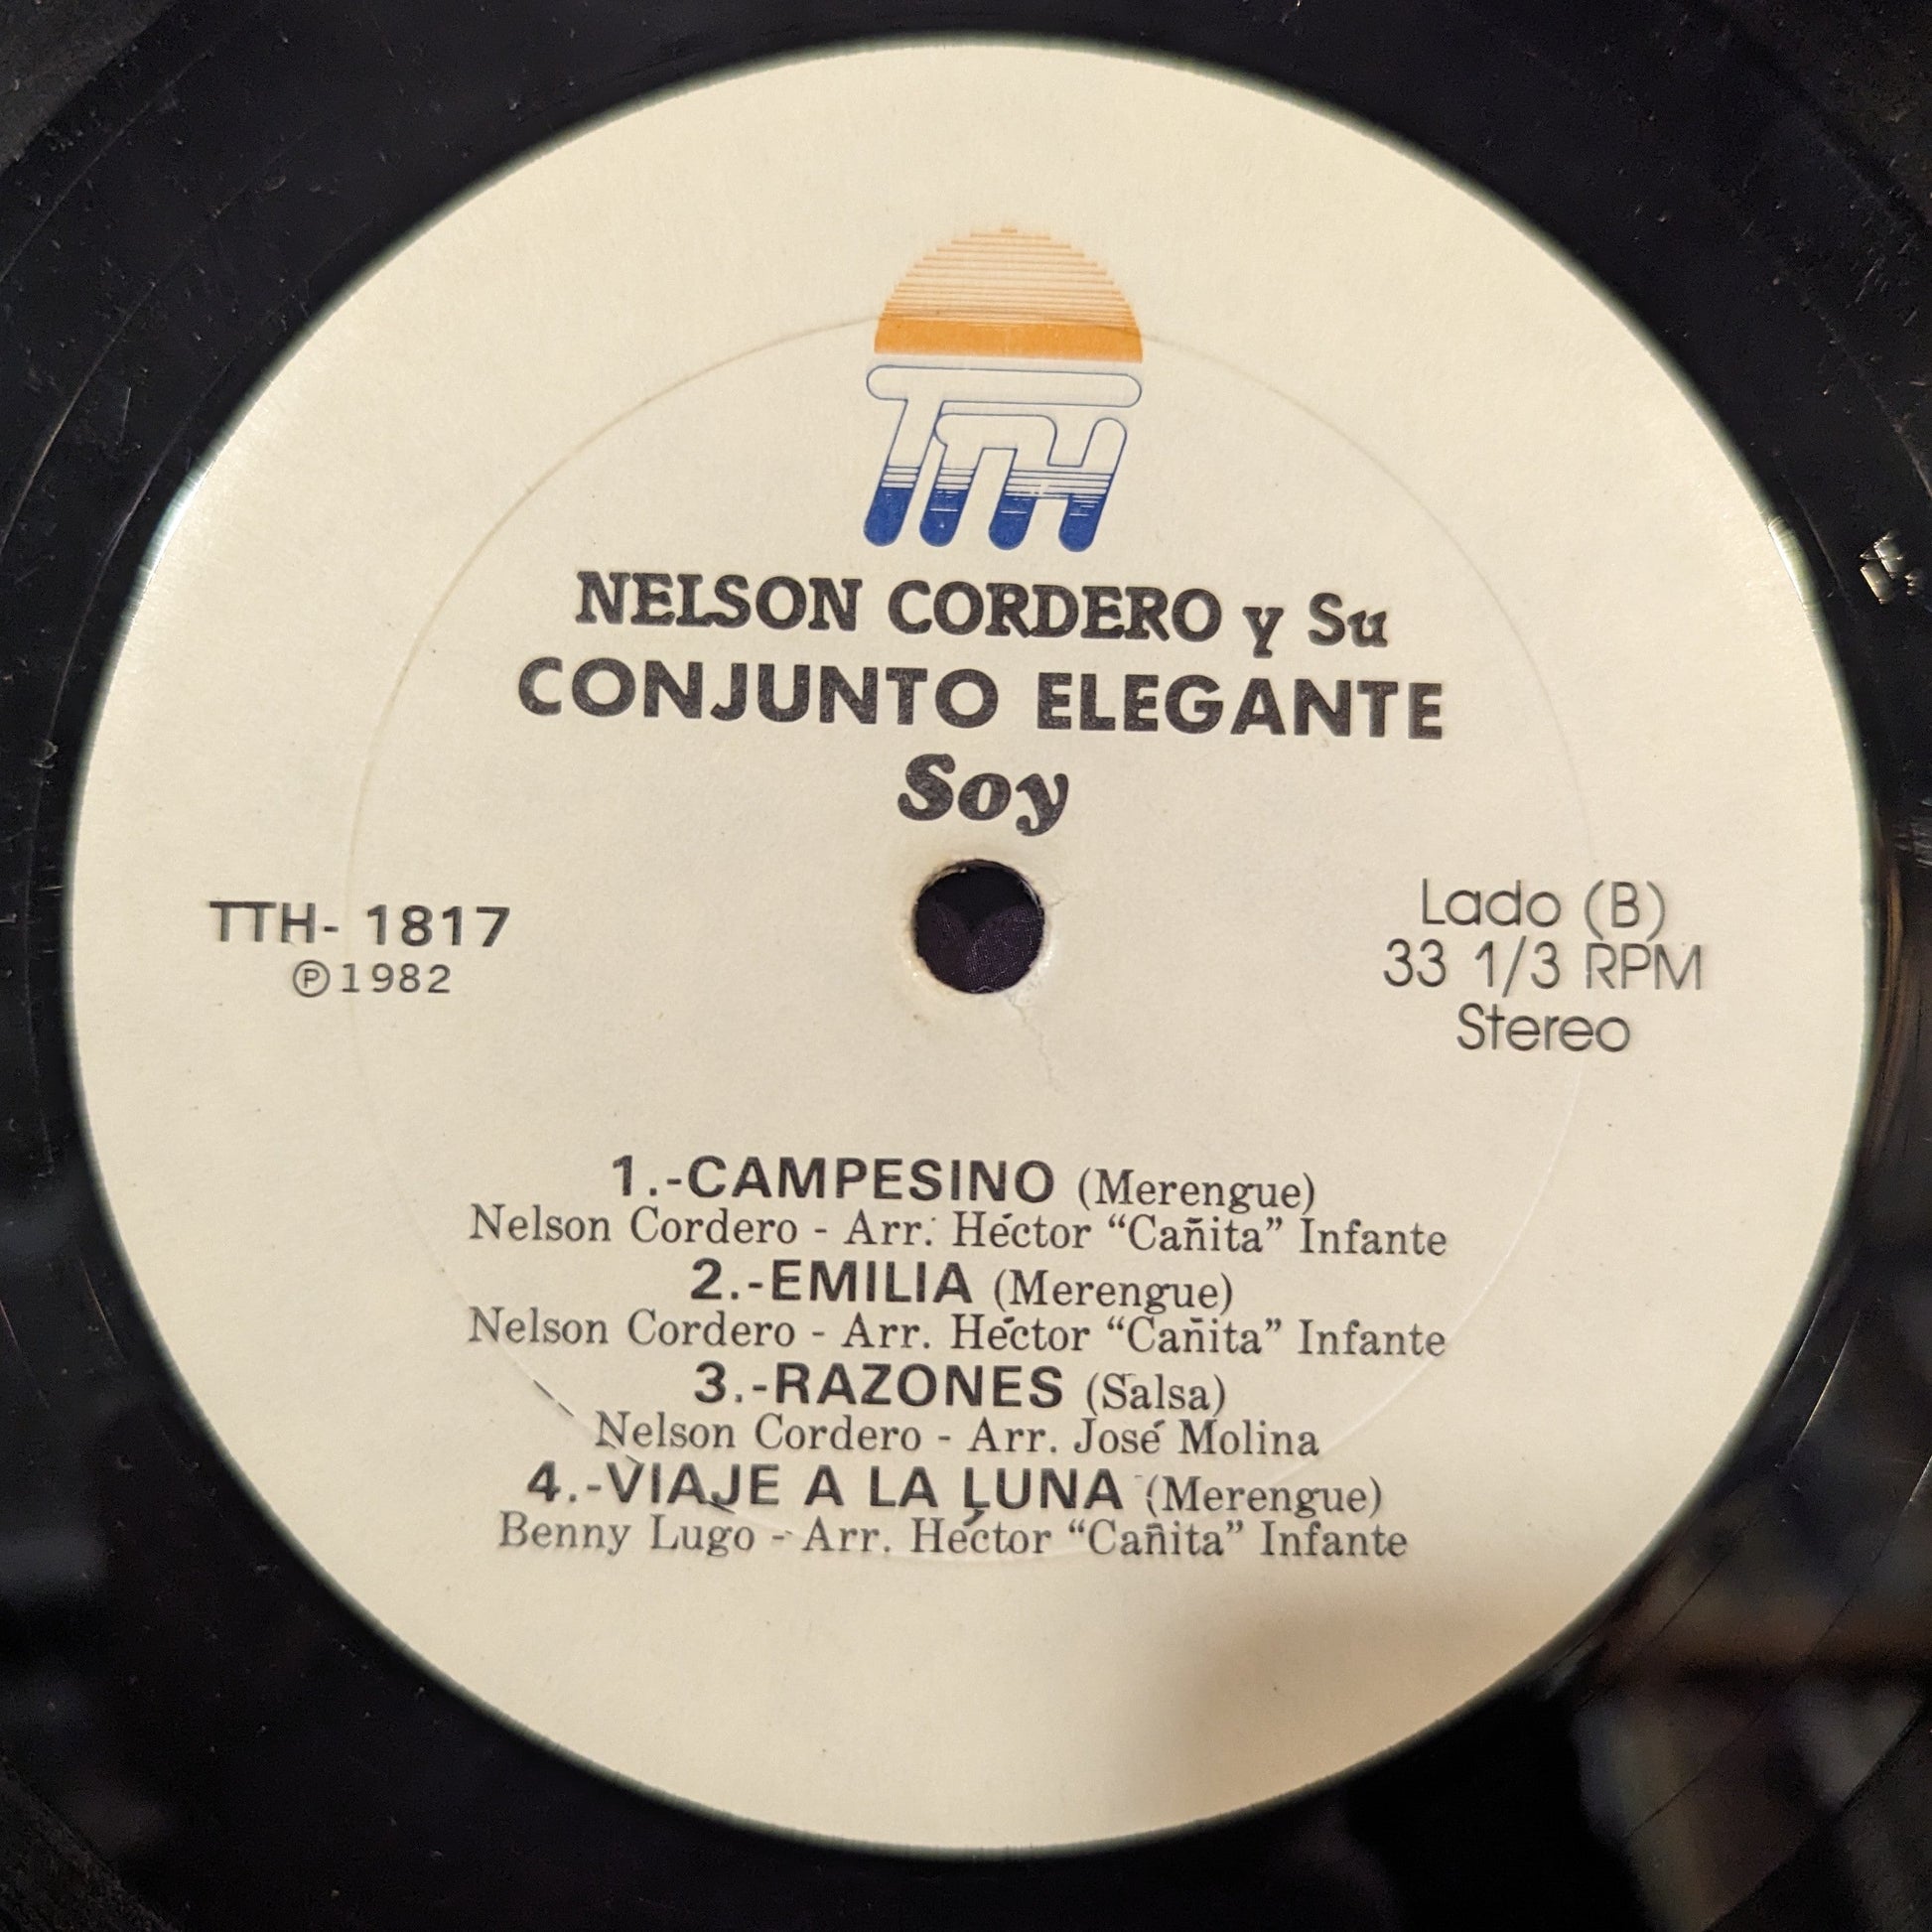 TTH
NELSON CORDERO y Su
CONJUNTO ELEGANTE
Soy
TTH- 1817
℗1982
Lado (B)
33 1/3 RPM
Stereo
1.-CAMPESINO (Merengue)
Nelson Cordero - Arr. Héctor “Cañita” Infante
2.-EMILIA (Merengue)
Nelson Cordero - Arr. Héctor “Cañita” Infante
3.-RAZONES (Salsa)
Nelson Cordero - Arr. José Molina
4.-VIAJE A LA LUNA (Merengue)
Benny Lugo - Arr. Héctor “Cañita” Infante